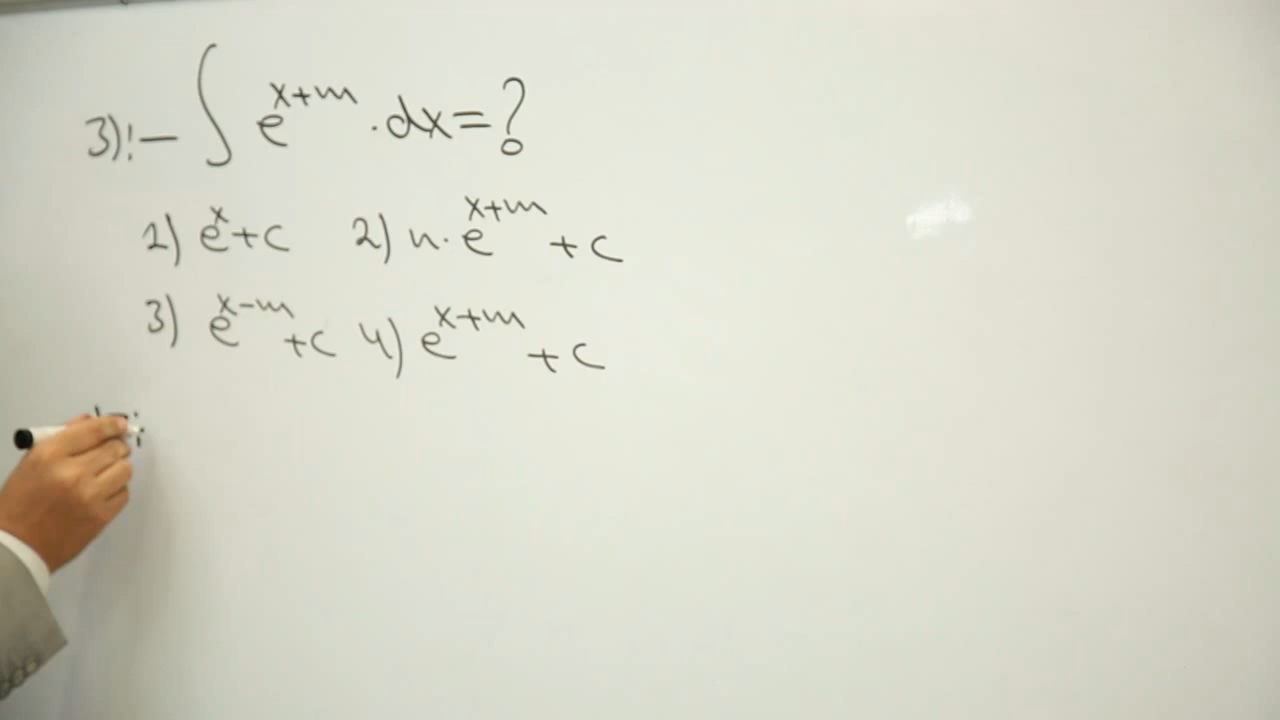 3):- ∫ e^{x+m} · dx = ?
1) e^x + c 2) n · e^{x+m} + c
3) e^{x-m} + c 4) e^{x+m} + c